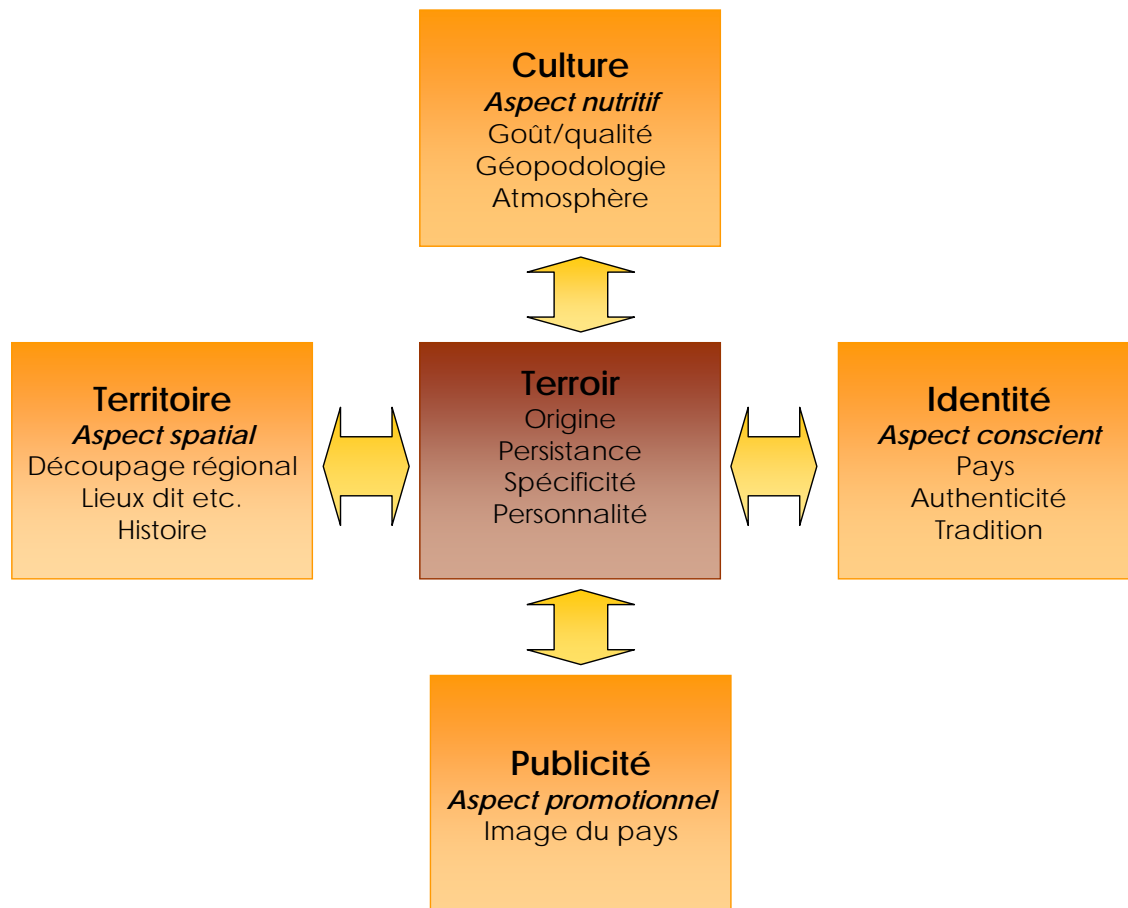 Culture
Aspect nutritif
Goût/qualité
Géopodologie
Atmosphère
Territoire
Aspect spatial
Découpage régional
Lieux dit etc.
Histoire
Terroir
Origine
Persistance
Spécificité
Personnalité
Identité
Aspect conscient
Pays
Authenticité
Tradition
Publicité
Aspect promotionnel
Image du pays